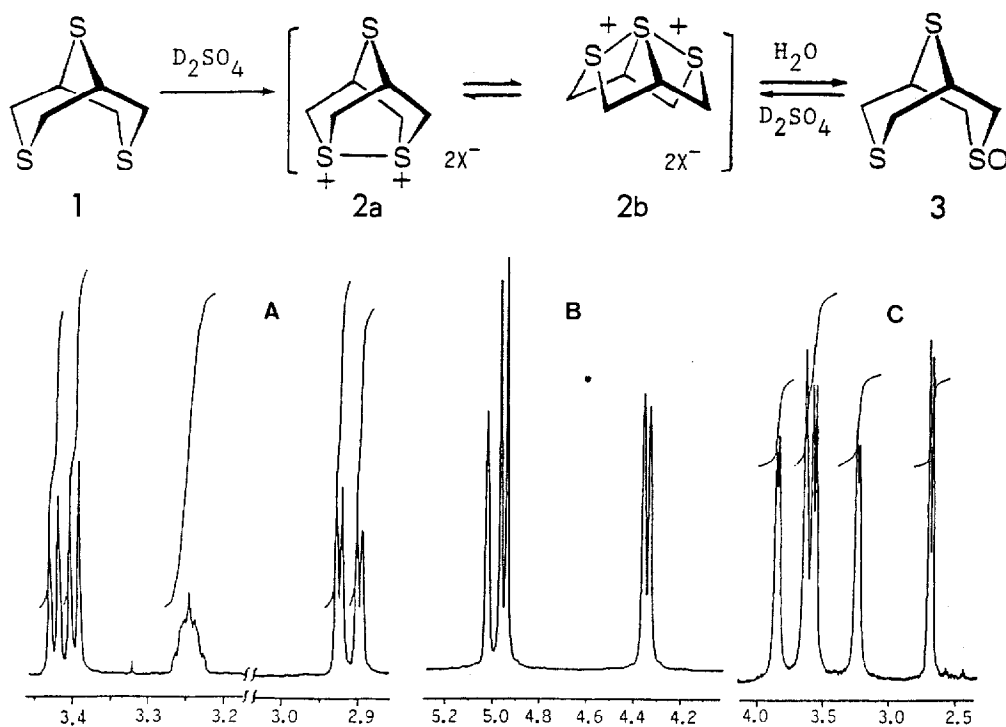 S S + S + S
D₂SO₄ S S H₂O
S S S — S 2X⁻ 2X⁻ D₂SO₄ S SO
+ +
1 2a 2b 3
A B C
3.4 3.3 3.2 3.0 2.9 5.2 5.0 4.8 4.6 4.4 4.2 4.0 3.5 3.0 2.5